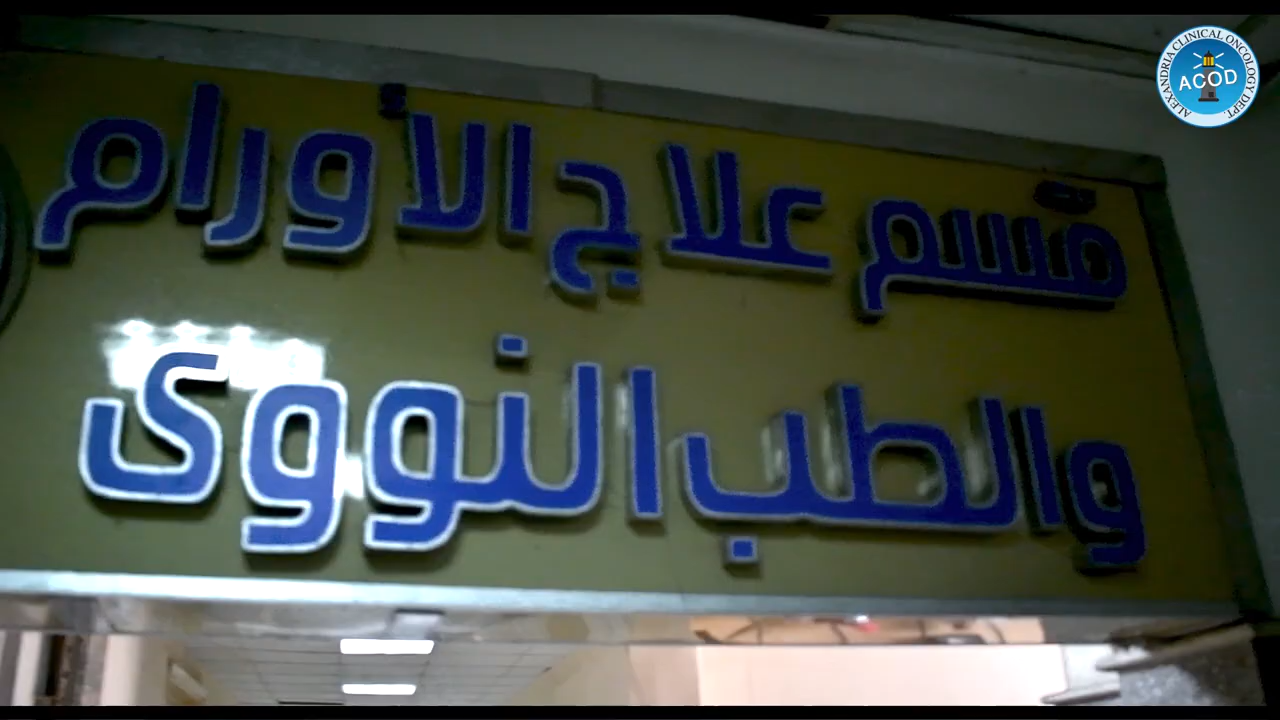 قسم علاج الأورام
والطب النووى
ALEXANDRIA CLINICAL ONCOLOGY DEPT.
ACOD